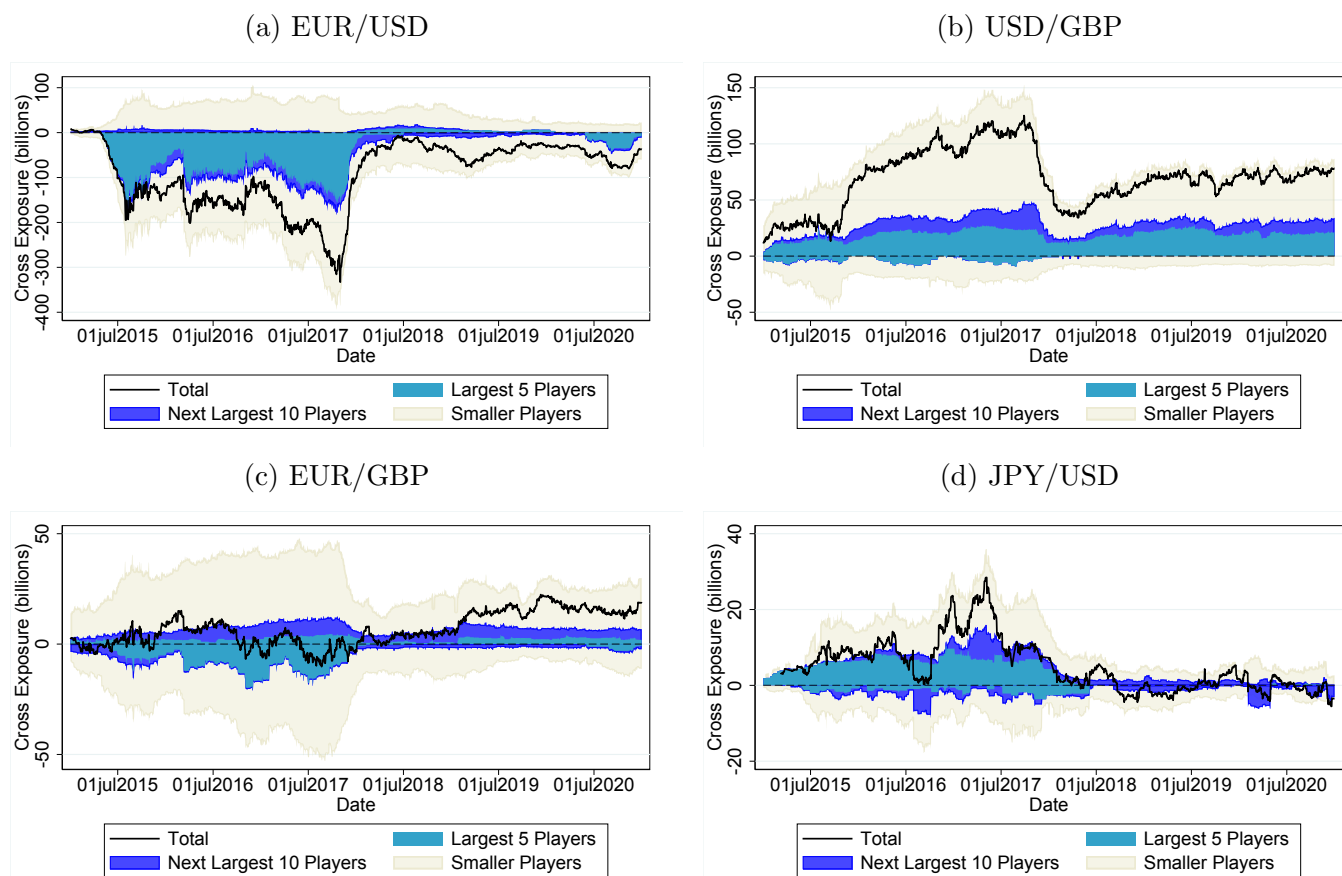 (a) EUR/USD
Cross Exposure (billions)
100
0
-100
-200
-300
-400
01jul2015 01jul2016 01jul2017 01jul2018 01jul2019 01jul2020
Date
Total Largest 5 Players
Next Largest 10 Players Smaller Players
(b) USD/GBP
Cross Exposure (billions)
150
100
50
0
-50
01jul2015 01jul2016 01jul2017 01jul2018 01jul2019 01jul2020
Date
Total Largest 5 Players
Next Largest 10 Players Smaller Players
(c) EUR/GBP
Cross Exposure (billions)
50
0
-50
01jul2015 01jul2016 01jul2017 01jul2018 01jul2019 01jul2020
Date
Total Largest 5 Players
Next Largest 10 Players Smaller Players
(d) JPY/USD
Cross Exposure (billions)
40
20
0
-20
01jul2015 01jul2016 01jul2017 01jul2018 01jul2019 01jul2020
Date
Total Largest 5 Players
Next Largest 10 Players Smaller Players